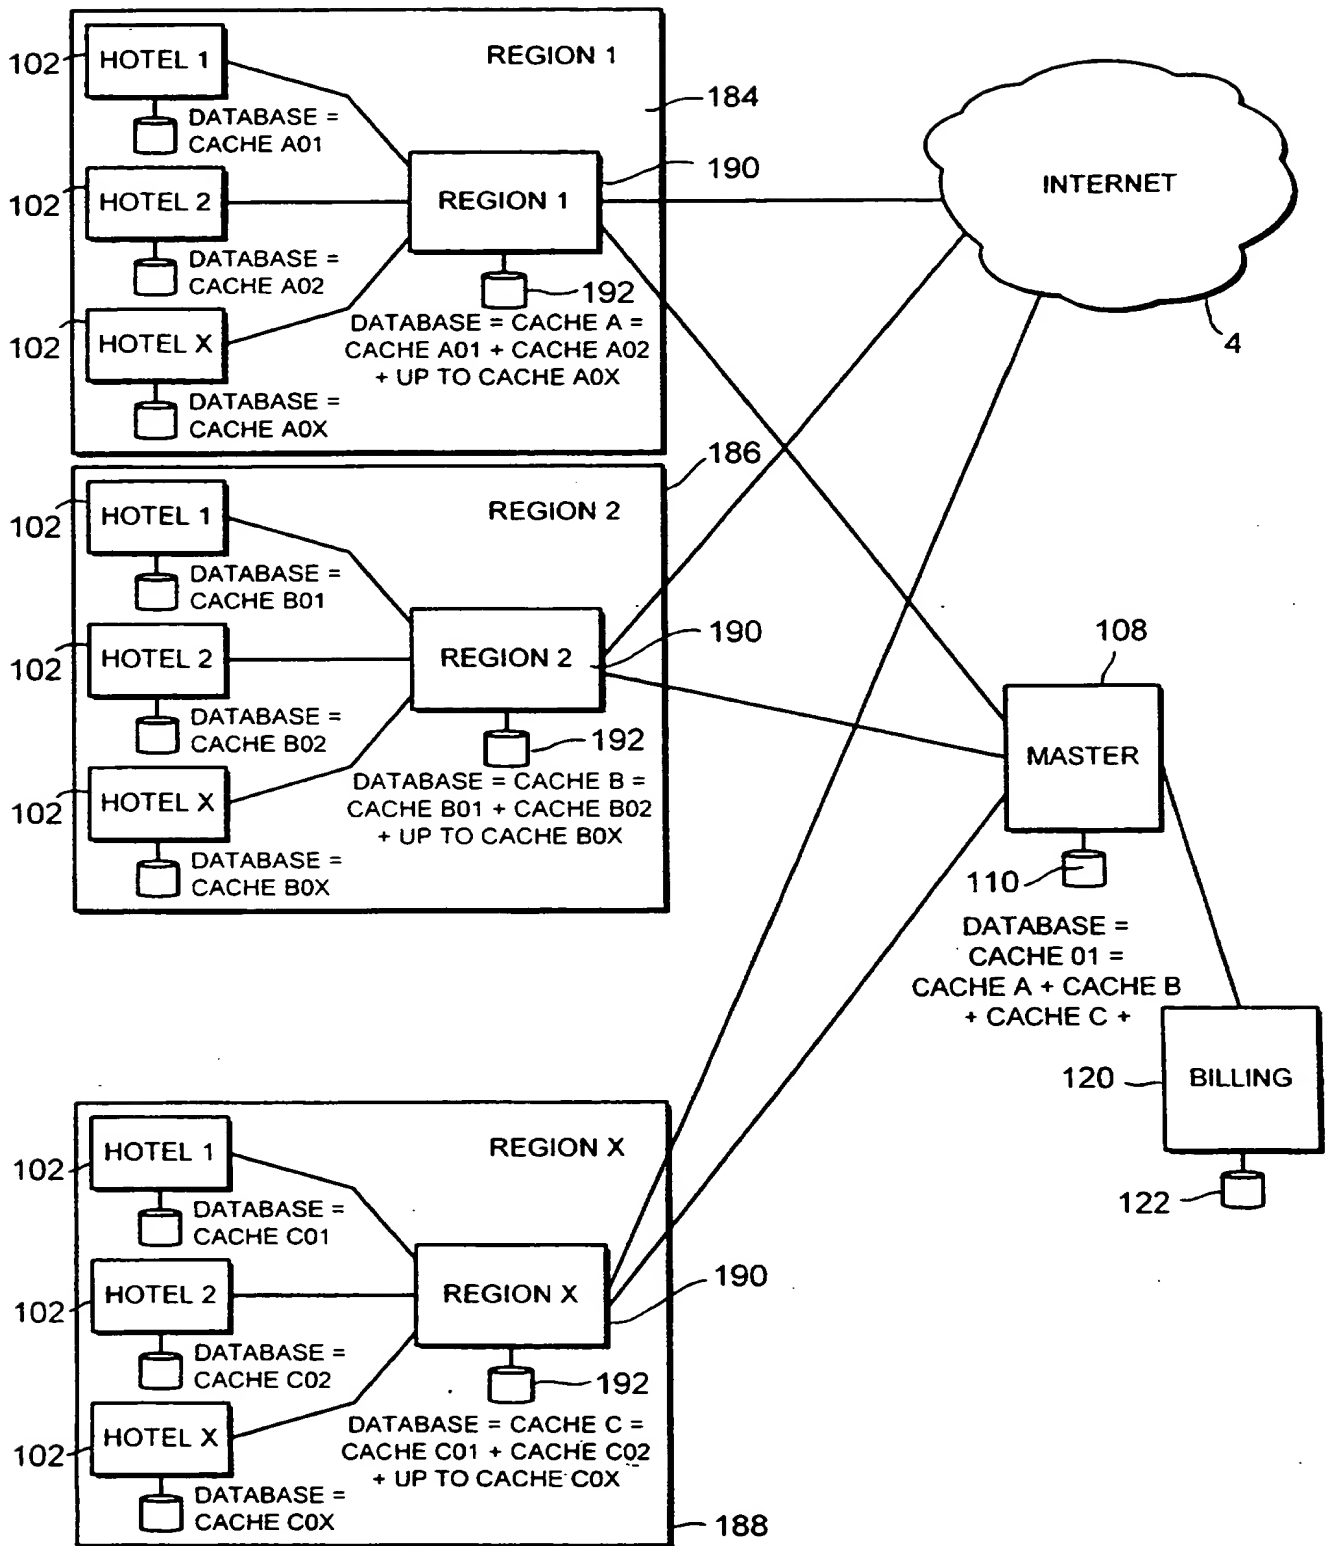 102
HOTEL 1
DATABASE =
CACHE A01
REGION 1
184
102
HOTEL 2
DATABASE =
CACHE A02
REGION 1
190
192
102
HOTEL X
DATABASE =
CACHE A0X
DATABASE = CACHE A =
CACHE A01 + CACHE A02
+ UP TO CACHE A0X
INTERNET
4
186
102
HOTEL 1
DATABASE =
CACHE B01
REGION 2
102
HOTEL 2
DATABASE =
CACHE B02
REGION 2
190
192
102
HOTEL X
DATABASE =
CACHE B0X
DATABASE = CACHE B =
CACHE B01 + CACHE B02
+ UP TO CACHE B0X
108
MASTER
110
DATABASE =
CACHE 01 =
CACHE A + CACHE B
+ CACHE C +
120
BILLING
122
102
HOTEL 1
DATABASE =
CACHE C01
REGION X
102
HOTEL 2
DATABASE =
CACHE C02
REGION X
190
192
102
HOTEL X
DATABASE =
CACHE C0X
DATABASE = CACHE C =
CACHE C01 + CACHE C02
+ UP TO CACHE C0X
188